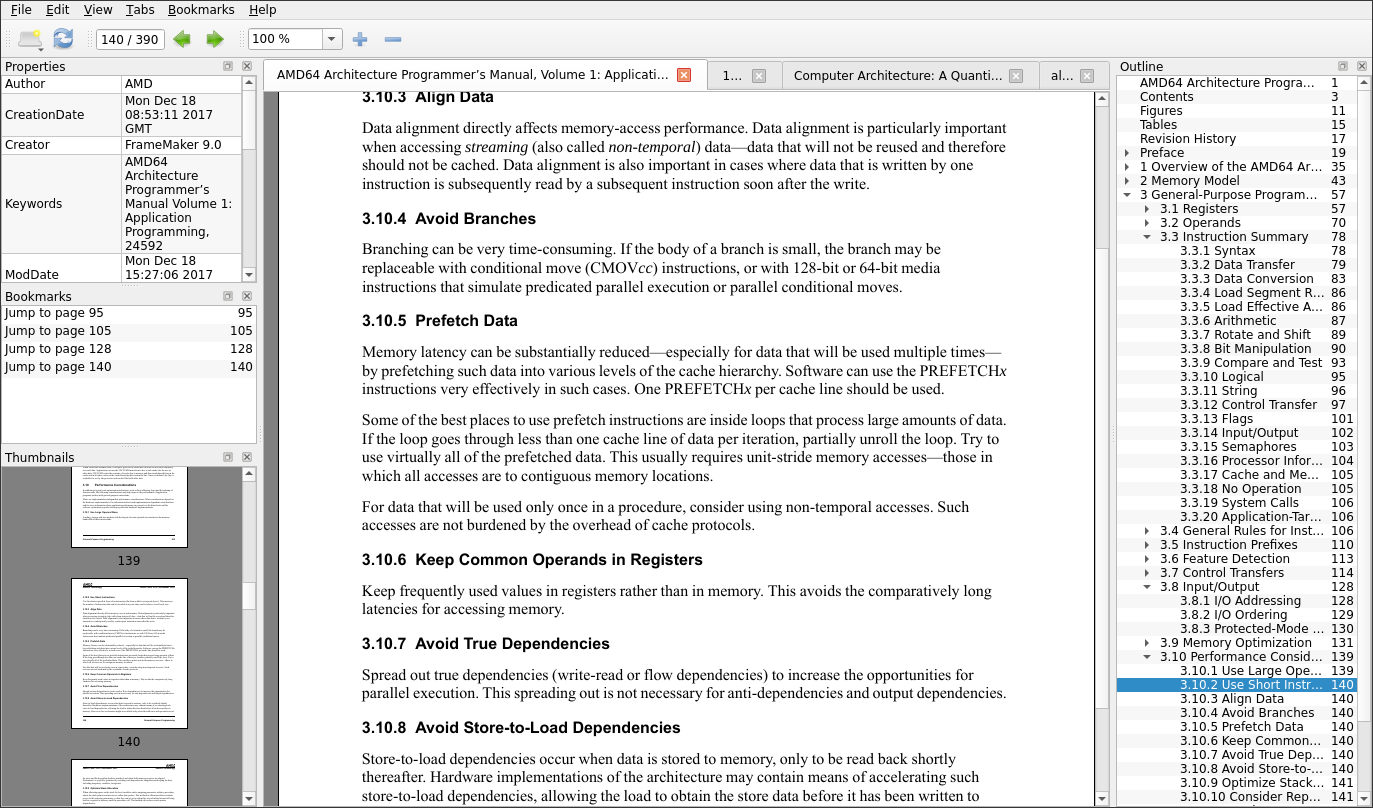 File Edit View Tabs Bookmarks Help
140 / 390 100 %
Properties
Author AMD
CreationDate Mon Dec 18
08:53:11 2017
GMT
Creator FrameMaker 9.0
Keywords AMD64
Architecture
Programmer’s
Manual Volume 1:
Application
Programming,
24592
ModDate Mon Dec 18
15:27:06 2017
Bookmarks
Jump to page 95 95
Jump to page 105 105
Jump to page 128 128
Jump to page 140 140
Thumbnails
139
140
AMD64 Architecture Programmer’s Manual, Volume 1: Applicati...
1...
Computer Architecture: A Quanti...
al...
3.10.3 Align Data
Data alignment directly affects memory-access performance. Data alignment is particularly important
when accessing streaming (also called non-temporal) data—data that will not be reused and therefore
should not be cached. Data alignment is also important in cases where data that is written by one
instruction is subsequently read by a subsequent instruction soon after the write.
3.10.4 Avoid Branches
Branching can be very time-consuming. If the body of a branch is small, the branch may be
replaceable with conditional move (CMOVcc) instructions, or with 128-bit or 64-bit media
instructions that simulate predicated parallel execution or parallel conditional moves.
3.10.5 Prefetch Data
Memory latency can be substantially reduced—especially for data that will be used multiple times—
by prefetching such data into various levels of the cache hierarchy. Software can use the PREFETCHx
instructions very effectively in such cases. One PREFETCHx per cache line should be used.
Some of the best places to use prefetch instructions are inside loops that process large amounts of data.
If the loop goes through less than one cache line of data per iteration, partially unroll the loop. Try to
use virtually all of the prefetched data. This usually requires unit-stride memory accesses—those in
which all accesses are to contiguous memory locations.
For data that will be used only once in a procedure, consider using non-temporal accesses. Such
accesses are not burdened by the overhead of cache protocols.
3.10.6 Keep Common Operands in Registers
Keep frequently used values in registers rather than in memory. This avoids the comparatively long
latencies for accessing memory.
3.10.7 Avoid True Dependencies
Spread out true dependencies (write-read or flow dependencies) to increase the opportunities for
parallel execution. This spreading out is not necessary for anti-dependencies and output dependencies.
3.10.8 Avoid Store-to-Load Dependencies
Store-to-load dependencies occur when data is stored to memory, only to be read back shortly
thereafter. Hardware implementations of the architecture may contain means of accelerating such
store-to-load dependencies, allowing the load to obtain the store data before it has been written to
Outline
AMD64 Architecture Progra... 1
Contents 3
Figures 11
Tables 15
Revision History 17
Preface 19
1 Overview of the AMD64 Ar... 35
2 Memory Model 43
3 General-Purpose Program... 57
3.1 Registers 57
3.2 Operands 70
3.3 Instruction Summary 78
3.3.1 Syntax 78
3.3.2 Data Transfer 79
3.3.3 Data Conversion 83
3.3.4 Load Segment R... 86
3.3.5 Load Effective A... 86
3.3.6 Arithmetic 87
3.3.7 Rotate and Shift 89
3.3.8 Bit Manipulation 90
3.3.9 Compare and Test 93
3.3.10 Logical 95
3.3.11 String 96
3.3.12 Control Transfer 97
3.3.13 Flags 101
3.3.14 Input/Output 102
3.3.15 Semaphores 103
3.3.16 Processor Infor... 104
3.3.17 Cache and Me... 105
3.3.18 No Operation 105
3.3.19 System Calls 106
3.3.20 Application-Tar... 106
3.4 General Rules for Inst... 106
3.5 Instruction Prefixes 110
3.6 Feature Detection 113
3.7 Control Transfers 114
3.8 Input/Output 128
3.8.1 I/O Addressing 128
3.8.2 I/O Ordering 129
3.8.3 Protected-Mode ... 130
3.9 Memory Optimization 131
3.10 Performance Consid... 139
3.10.1 Use Large Ope... 139
3.10.2 Use Short Instr... 140
3.10.3 Align Data 140
3.10.4 Avoid Branches 140
3.10.5 Prefetch Data 140
3.10.6 Keep Common... 140
3.10.7 Avoid True Dep... 140
3.10.8 Avoid Store-to-... 140
3.10.9 Optimize Stack... 141
3.10.10 Consider Rep... 141